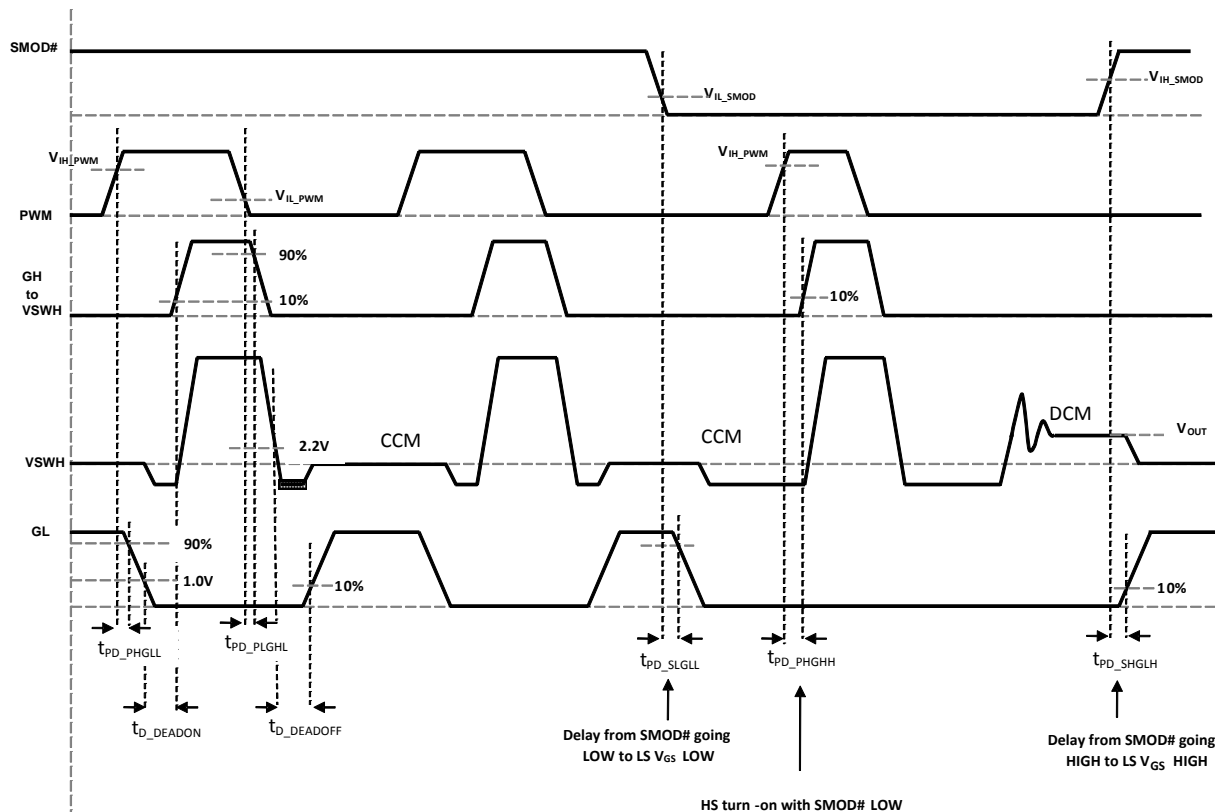 SMOD#
V_IL_SMOD
V_IH_SMOD
V_IH_PWM
V_IL_PWM
V_IH_PWM
PWM
90%
GH
to
VSWH
10%
10%
2.2V
CCM
CCM
DCM
V_OUT
VSWH
GL
90%
1.0V
10%
10%
t_PD_PHGLL
t_PD_PLGHL
t_PD_SLGLL
t_PD_PHGHH
t_PD_SHGLH
t_D_DEADON
t_D_DEADOFF
Delay from SMOD# going
LOW to LS V_GS LOW
Delay from SMOD# going
HIGH to LS V_GS HIGH
HS turn -on with SMOD# LOW